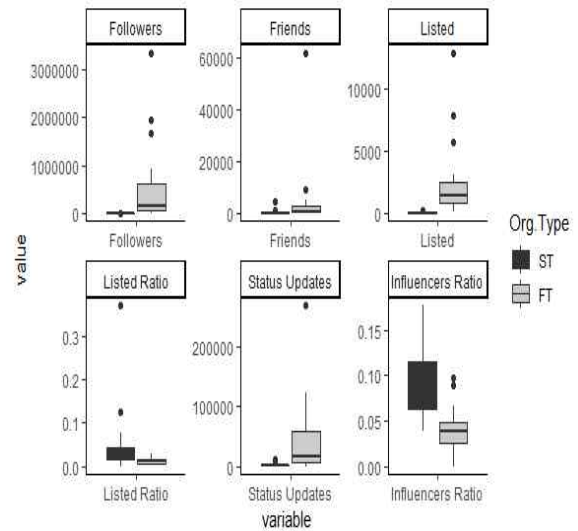 Followers
Friends
Listed
3000000
2000000
1000000
0
60000
40000
20000
0
10000
5000
0
Followers
Friends
Listed
value
Listed Ratio
Status Updates
Influencers Ratio
0.3
0.2
0.1
0.0
200000
100000
0
0.15
0.10
0.05
0.00
Listed Ratio
Status Updates
Influencers Ratio
variable
Org.Type
ST
FT